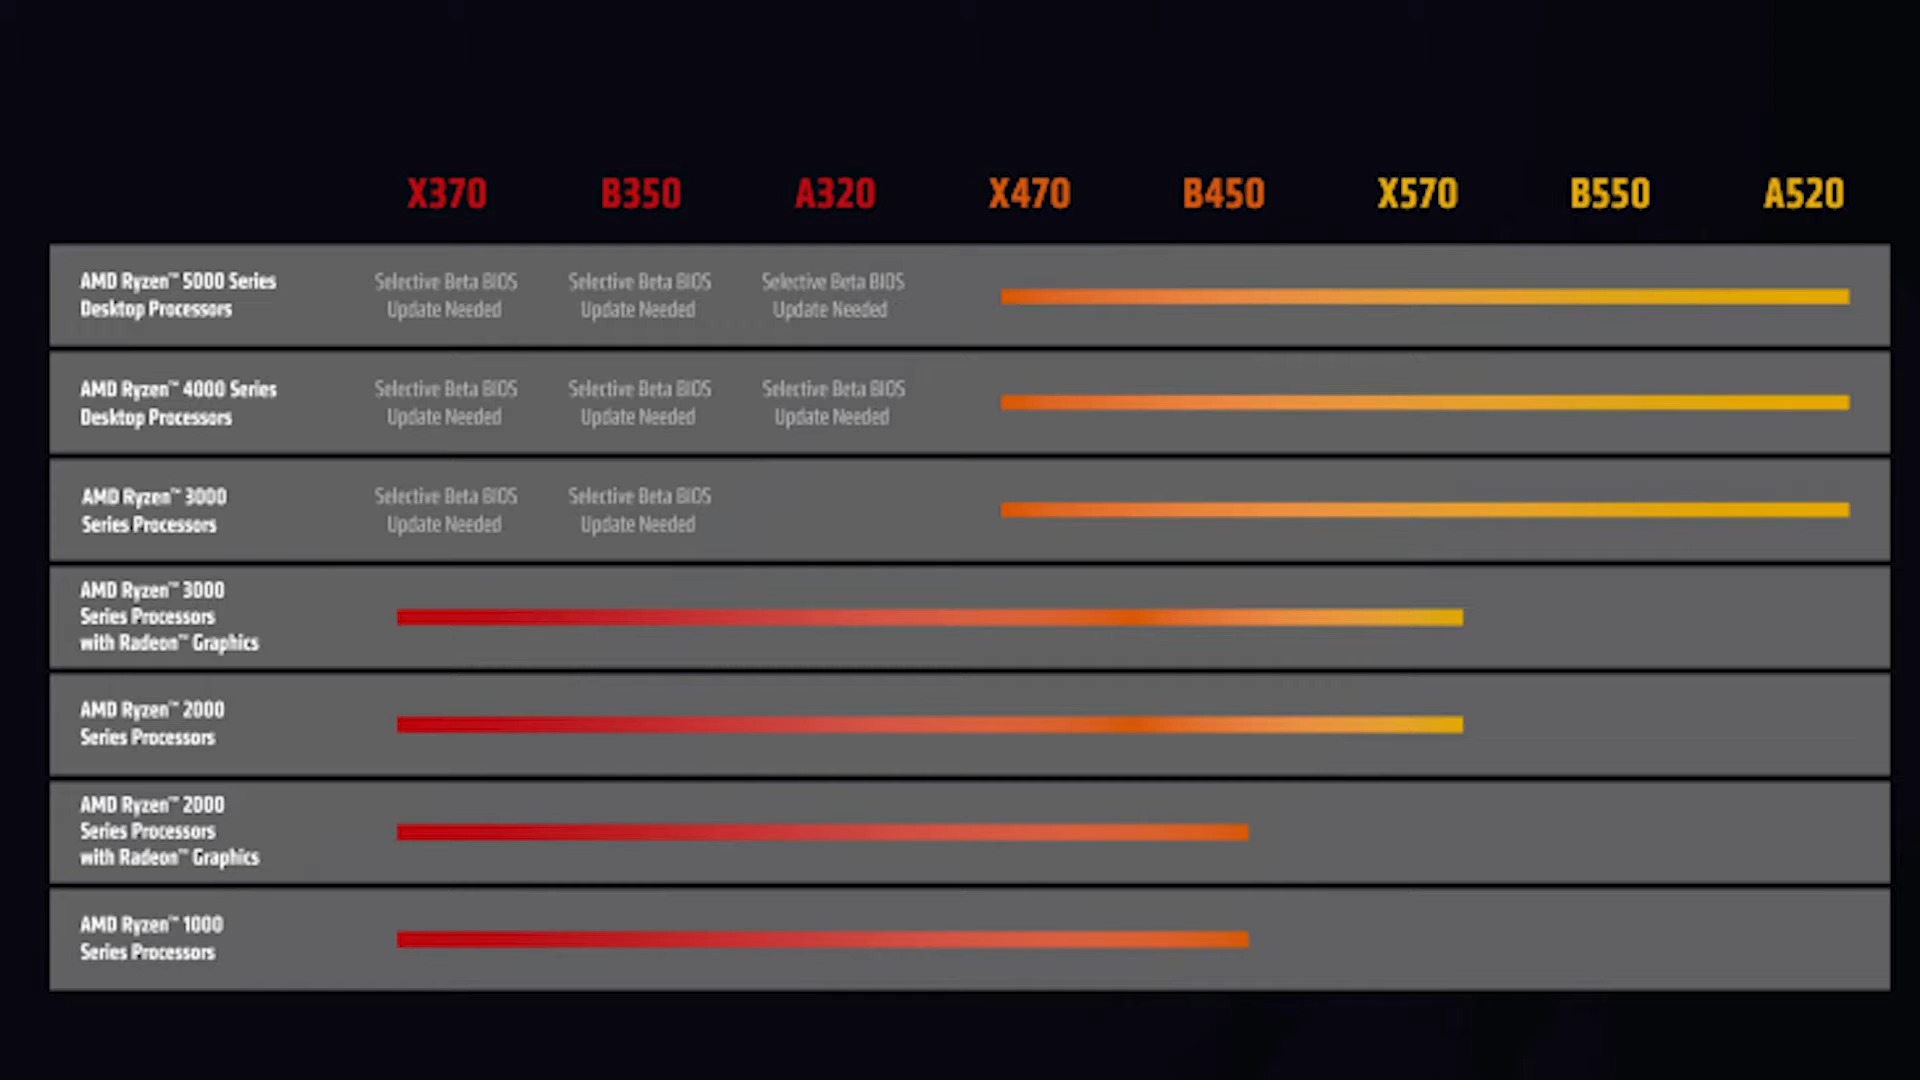 X370 B350 A320 X470 B450 X570 B550 A520
AMD Ryzen™ 5000 Series
Desktop Processors
Selective Beta BIOS
Update Needed
Selective Beta BIOS
Update Needed
Selective Beta BIOS
Update Needed
AMD Ryzen™ 4000 Series
Desktop Processors
Selective Beta BIOS
Update Needed
Selective Beta BIOS
Update Needed
Selective Beta BIOS
Update Needed
AMD Ryzen™ 3000
Series Processors
Selective Beta BIOS
Update Needed
Selective Beta BIOS
Update Needed
AMD Ryzen™ 3000
Series Processors
with Radeon™ Graphics
AMD Ryzen™ 2000
Series Processors
AMD Ryzen™ 2000
Series Processors
with Radeon™ Graphics
AMD Ryzen™ 1000
Series Processors